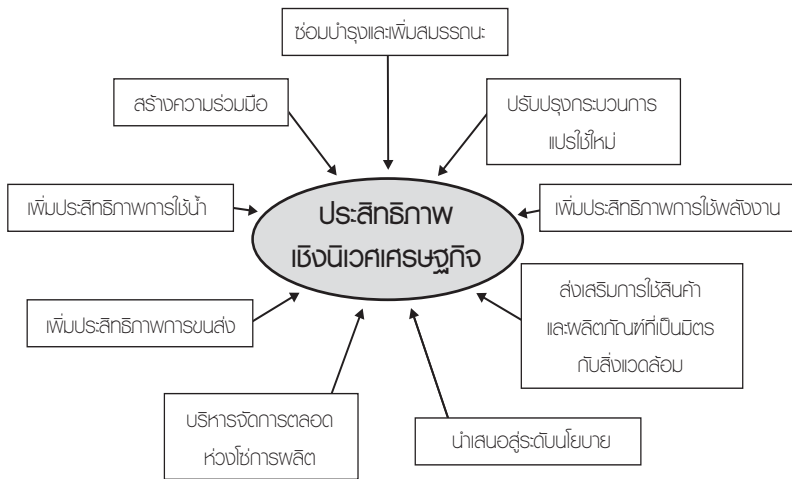 ซ่อมบำรุงและเพิ่มสมรรถนะ
สร้างความร่วมมือ
ปรับปรุงกระบวนการ
แปรใช้ใหม่
เพิ่มประสิทธิภาพการใช้น้ำ
ประสิทธิภาพ
เชิงนิเวศเศรษฐกิจ
เพิ่มประสิทธิภาพการใช้พลังงาน
เพิ่มประสิทธิภาพการขนส่ง
ส่งเสริมการใช้สินค้า
และผลิตภัณฑ์ที่เป็นมิตร
กับสิ่งแวดล้อม
บริหารจัดการตลอด
ห่วงโซ่การผลิต
นำเสนอสู่ระดับนโยบาย